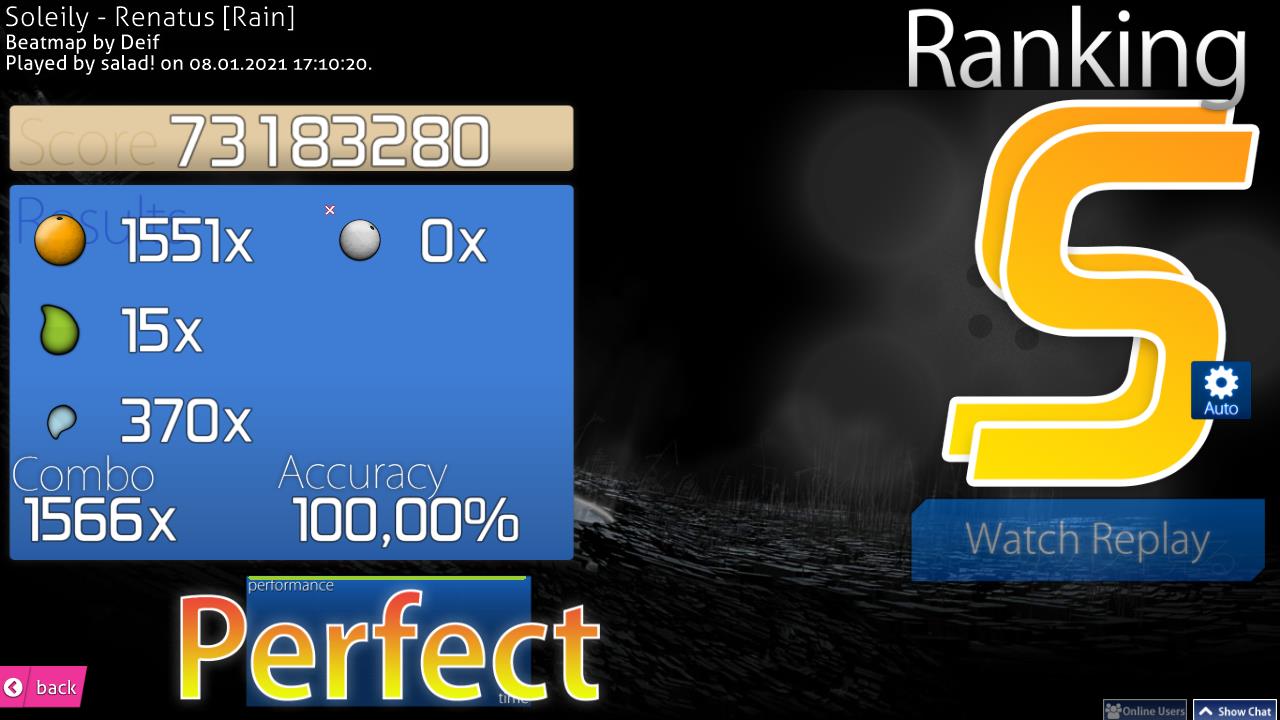 Soleily - Renatus [Rain]
Beatmap by Deif
Played by salad! on 08.01.2021 17:10:20.
Ranking
Score 73183280
Results
1551x 0x
15x
370x
Combo Accuracy
1566x 100,00%
S
Auto
Watch Replay
performance
Perfect
time
back
Online Users Show Chat